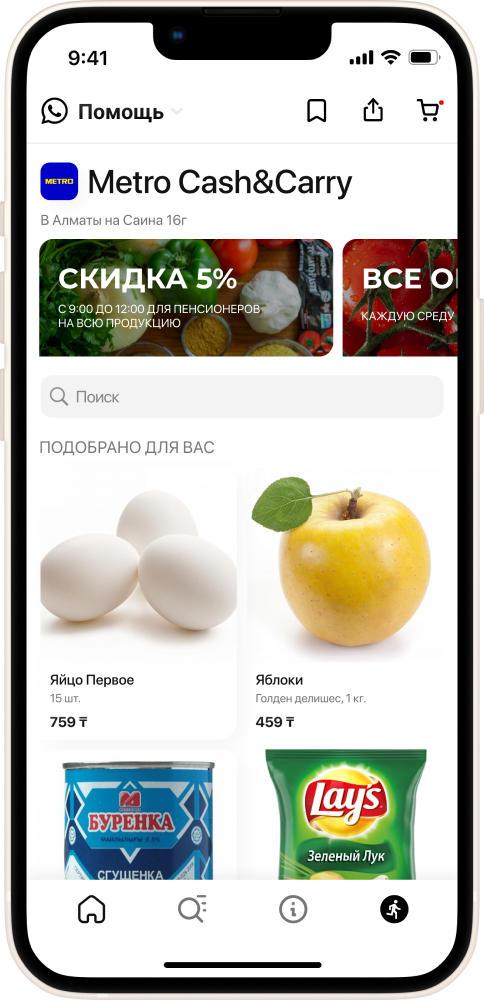 9:41
Помощь
METRO
Metro Cash&Carry
В Алматы на Саина 16г
СКИДКА 5%
С 9:00 ДО 12:00 ДЛЯ ПЕНСИОНЕРОВ
НА ВСЮ ПРОДУКЦИЮ
ВСЕ О
КАЖДУЮ СРЕДУ
Поиск
ПОДОБРАНО ДЛЯ ВАС
Яйцо Первое
15 шт.
759 ₸
Яблоки
Голден делишес, 1 кг.
459 ₸
БУРЕНКА
СГУЩЕНКА
Lay's
Зеленый Лук